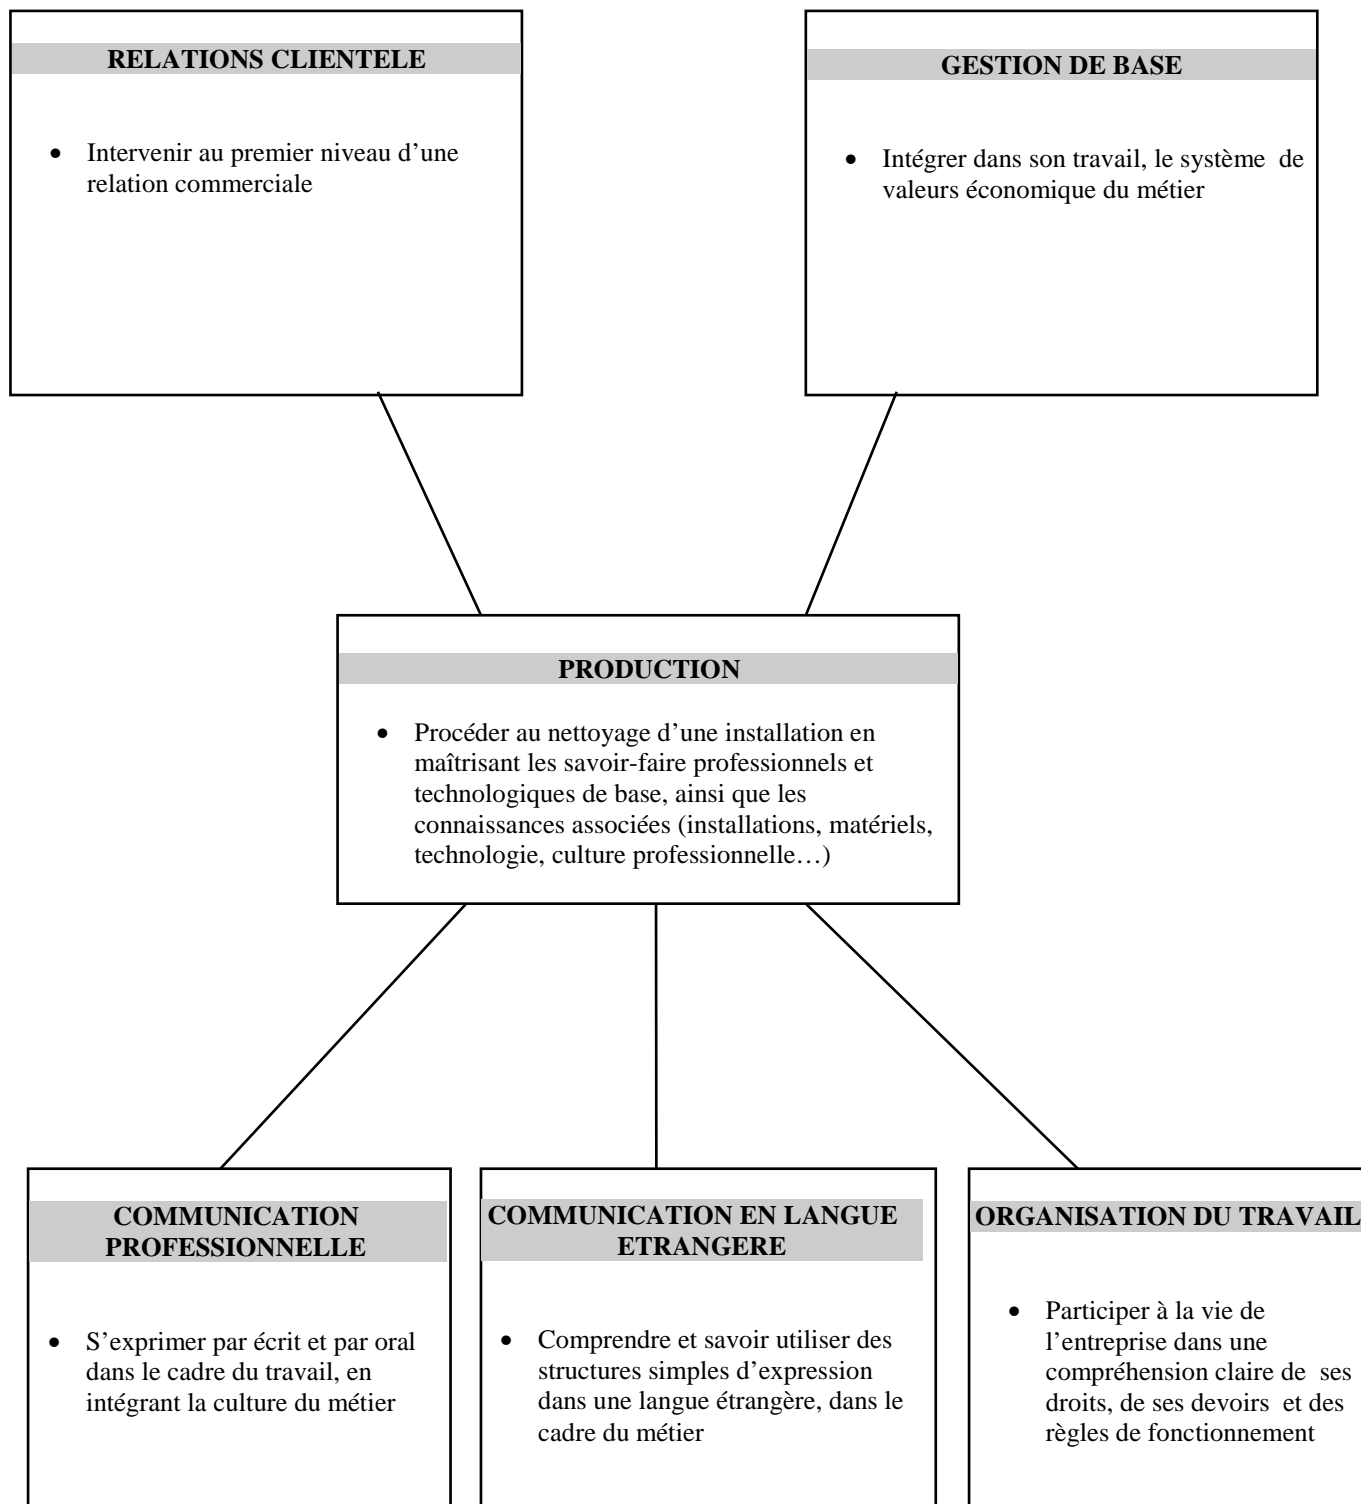 RELATIONS CLIENTELE
• Intervenir au premier niveau d’une
relation commerciale
GESTION DE BASE
• Intégrer dans son travail, le système de
valeurs économique du métier
PRODUCTION
• Procéder au nettoyage d’une installation en
maîtrisant les savoir-faire professionnels et
technologiques de base, ainsi que les
connaissances associées (installations, matériels,
technologie, culture professionnelle…)
COMMUNICATION
PROFESSIONNELLE
• S’exprimer par écrit et par oral
dans le cadre du travail, en
intégrant la culture du métier
COMMUNICATION EN LANGUE
ETRANGERE
• Comprendre et savoir utiliser des
structures simples d’expression
dans une langue étrangère, dans le
cadre du métier
ORGANISATION DU TRAVAIL
• Participer à la vie de
l’entreprise dans une
compréhension claire de ses
droits, de ses devoirs et des
règles de fonctionnement